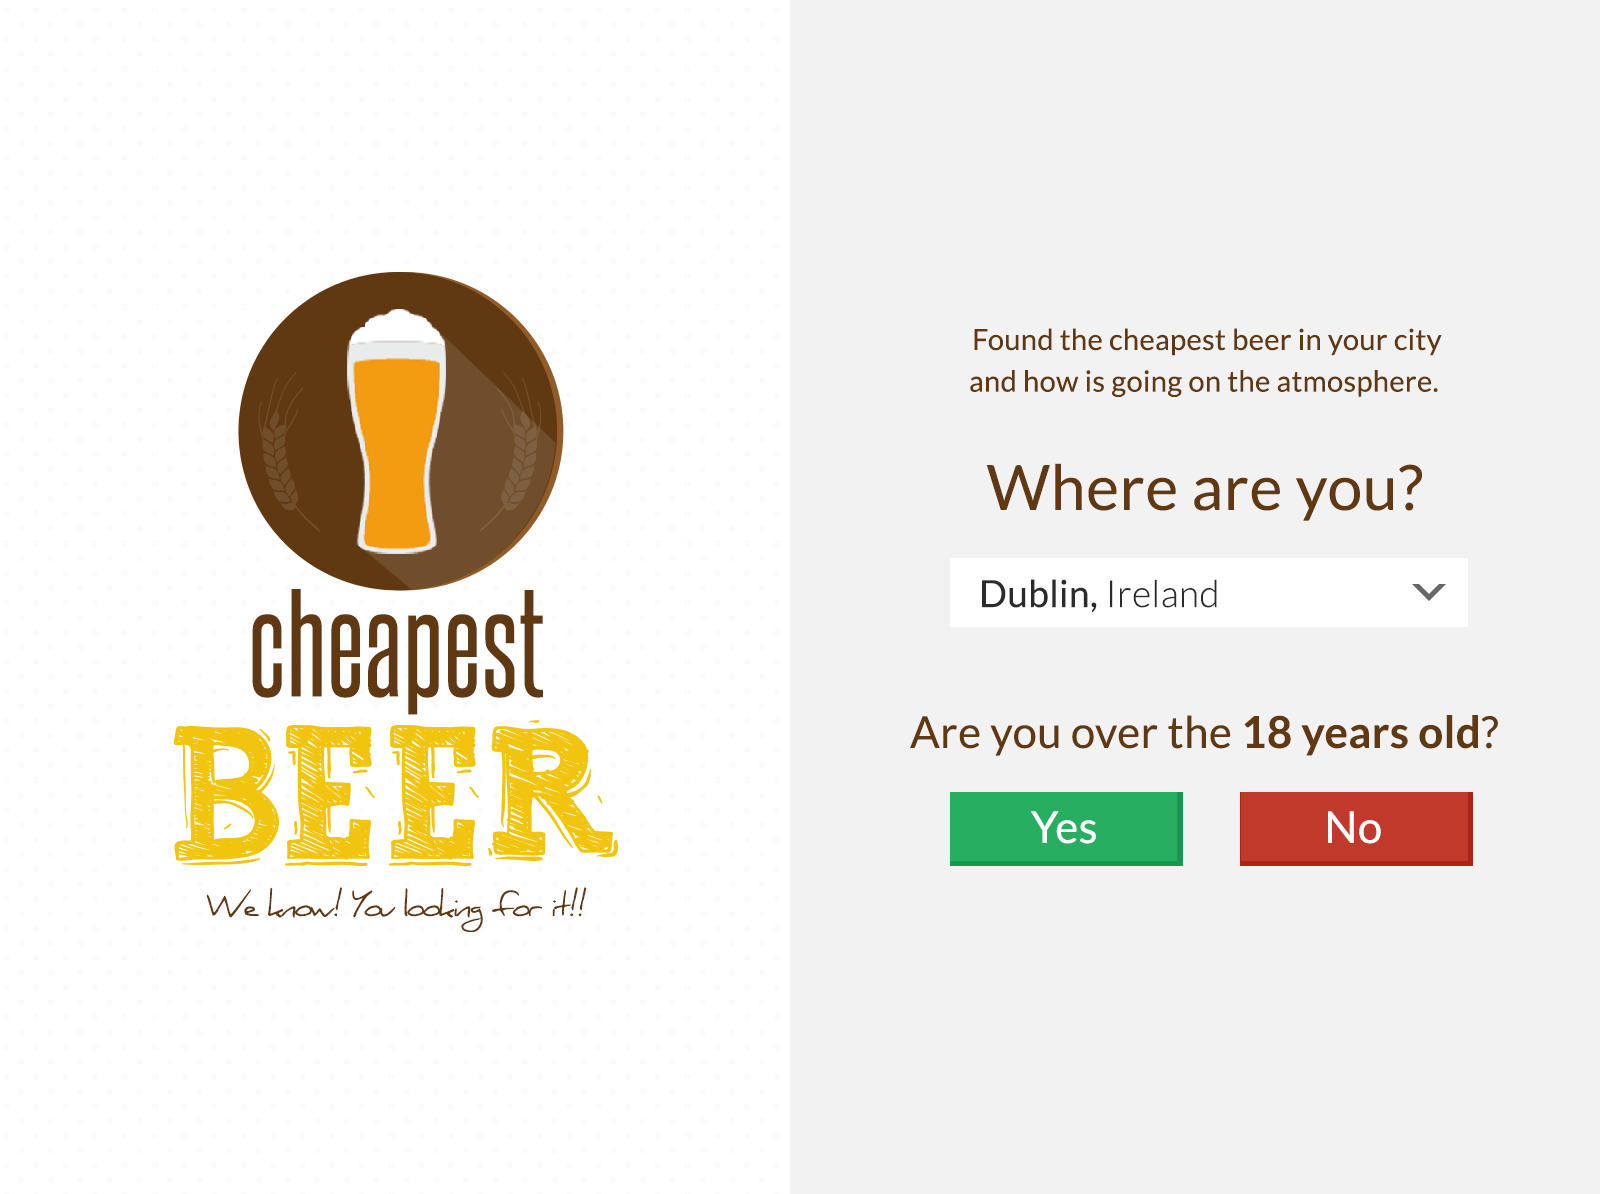 cheapest
BEER
We know! You looking for it!!
Found the cheapest beer in your city
and how is going on the atmosphere.
Where are you?
Dublin, Ireland
Are you over the 18 years old?
Yes
No